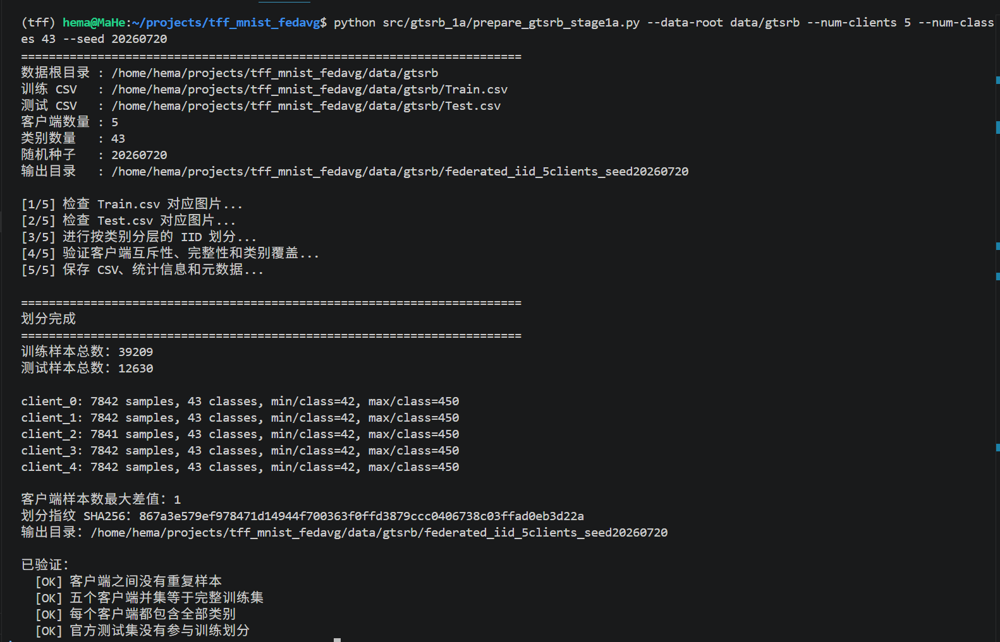 (tff) hema@MaHe:~/projects/tff_mnist_fedavg$ python src/gtsrb_1a/prepare_gtsrb_stage1a.py --data-root data/gtsrb --num-clients 5 --num-class
es 43 --seed 20260720
========================================================================
数据根目录 : /home/hema/projects/tff_mnist_fedavg/data/gtsrb
训练 CSV   : /home/hema/projects/tff_mnist_fedavg/data/gtsrb/Train.csv
测试 CSV   : /home/hema/projects/tff_mnist_fedavg/data/gtsrb/Test.csv
客户端数量 : 5
类别数量   : 43
随机种子   : 20260720
输出目录   : /home/hema/projects/tff_mnist_fedavg/data/gtsrb/federated_iid_5clients_seed20260720
[1/5] 检查 Train.csv 对应图片...
[2/5] 检查 Test.csv 对应图片...
[3/5] 进行按类别分层的 IID 划分...
[4/5] 验证客户端互斥性、完整性和类别覆盖...
[5/5] 保存 CSV、统计信息和元数据...
========================================================================
划分完成
========================================================================
训练样本总数：39209
测试样本总数：12630
client_0: 7842 samples, 43 classes, min/class=42, max/class=450
client_1: 7842 samples, 43 classes, min/class=42, max/class=450
client_2: 7841 samples, 43 classes, min/class=42, max/class=450
client_3: 7842 samples, 43 classes, min/class=42, max/class=450
client_4: 7842 samples, 43 classes, min/class=42, max/class=450
客户端样本数最大差值：1
划分指纹 SHA256：867a3e579ef978471d14944f700363f0ffd3879ccc0406738c03ffad0eb3d22a
输出目录：/home/hema/projects/tff_mnist_fedavg/data/gtsrb/federated_iid_5clients_seed20260720
已验证：
[OK] 客户端之间没有重复样本
[OK] 五个客户端并集等于完整训练集
[OK] 每个客户端都包含全部类别
[OK] 官方测试集没有参与训练划分